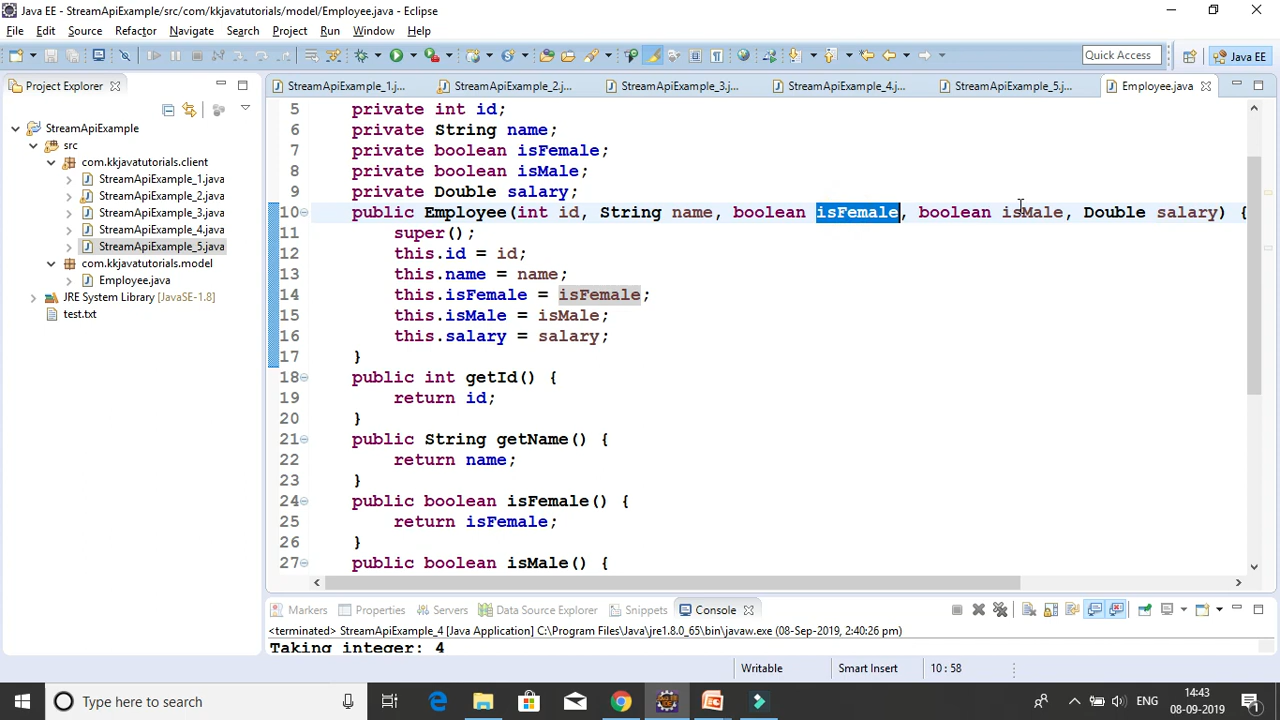 Java EE - StreamApiExample/src/com/kkjavatutorials/model/Employee.java - Eclipse
File Edit Source Refactor Navigate Search Project Run Window Help
Quick Access
Java EE
Project Explorer
StreamApiExample_1.j... StreamApiExample_2.j... StreamApiExample_3.j... StreamApiExample_4.j... StreamApiExample_5.j... Employee.java
StreamApiExample
src
com.kkjavatutorials.client
StreamApiExample_1.java
StreamApiExample_2.java
StreamApiExample_3.java
StreamApiExample_4.java
StreamApiExample_5.java
com.kkjavatutorials.model
Employee.java
JRE System Library [JavaSE-1.8]
test.txt
5 private int id;
6 private String name;
7 private boolean isFemale;
8 private boolean isMale;
9 private Double salary;
10 public Employee(int id, String name, boolean isFemale, boolean isMale, Double salary) {
11 super();
12 this.id = id;
13 this.name = name;
14 this.isFemale = isFemale;
15 this.isMale = isMale;
16 this.salary = salary;
17 }
18 public int getId() {
19 return id;
20 }
21 public String getName() {
22 return name;
23 }
24 public boolean isFemale() {
25 return isFemale;
26 }
27 public boolean isMale() {
Markers Properties Servers Data Source Explorer Snippets Console
<terminated> StreamApiExample_4 [Java Application] C:\Program Files\Java\jre1.8.0_65\bin\javaw.exe (08-Sep-2019, 2:40:26 pm)
Taking integer: 4
Writable Smart Insert 10 : 58
Type here to search
ENG
14:43
08-09-2019
1